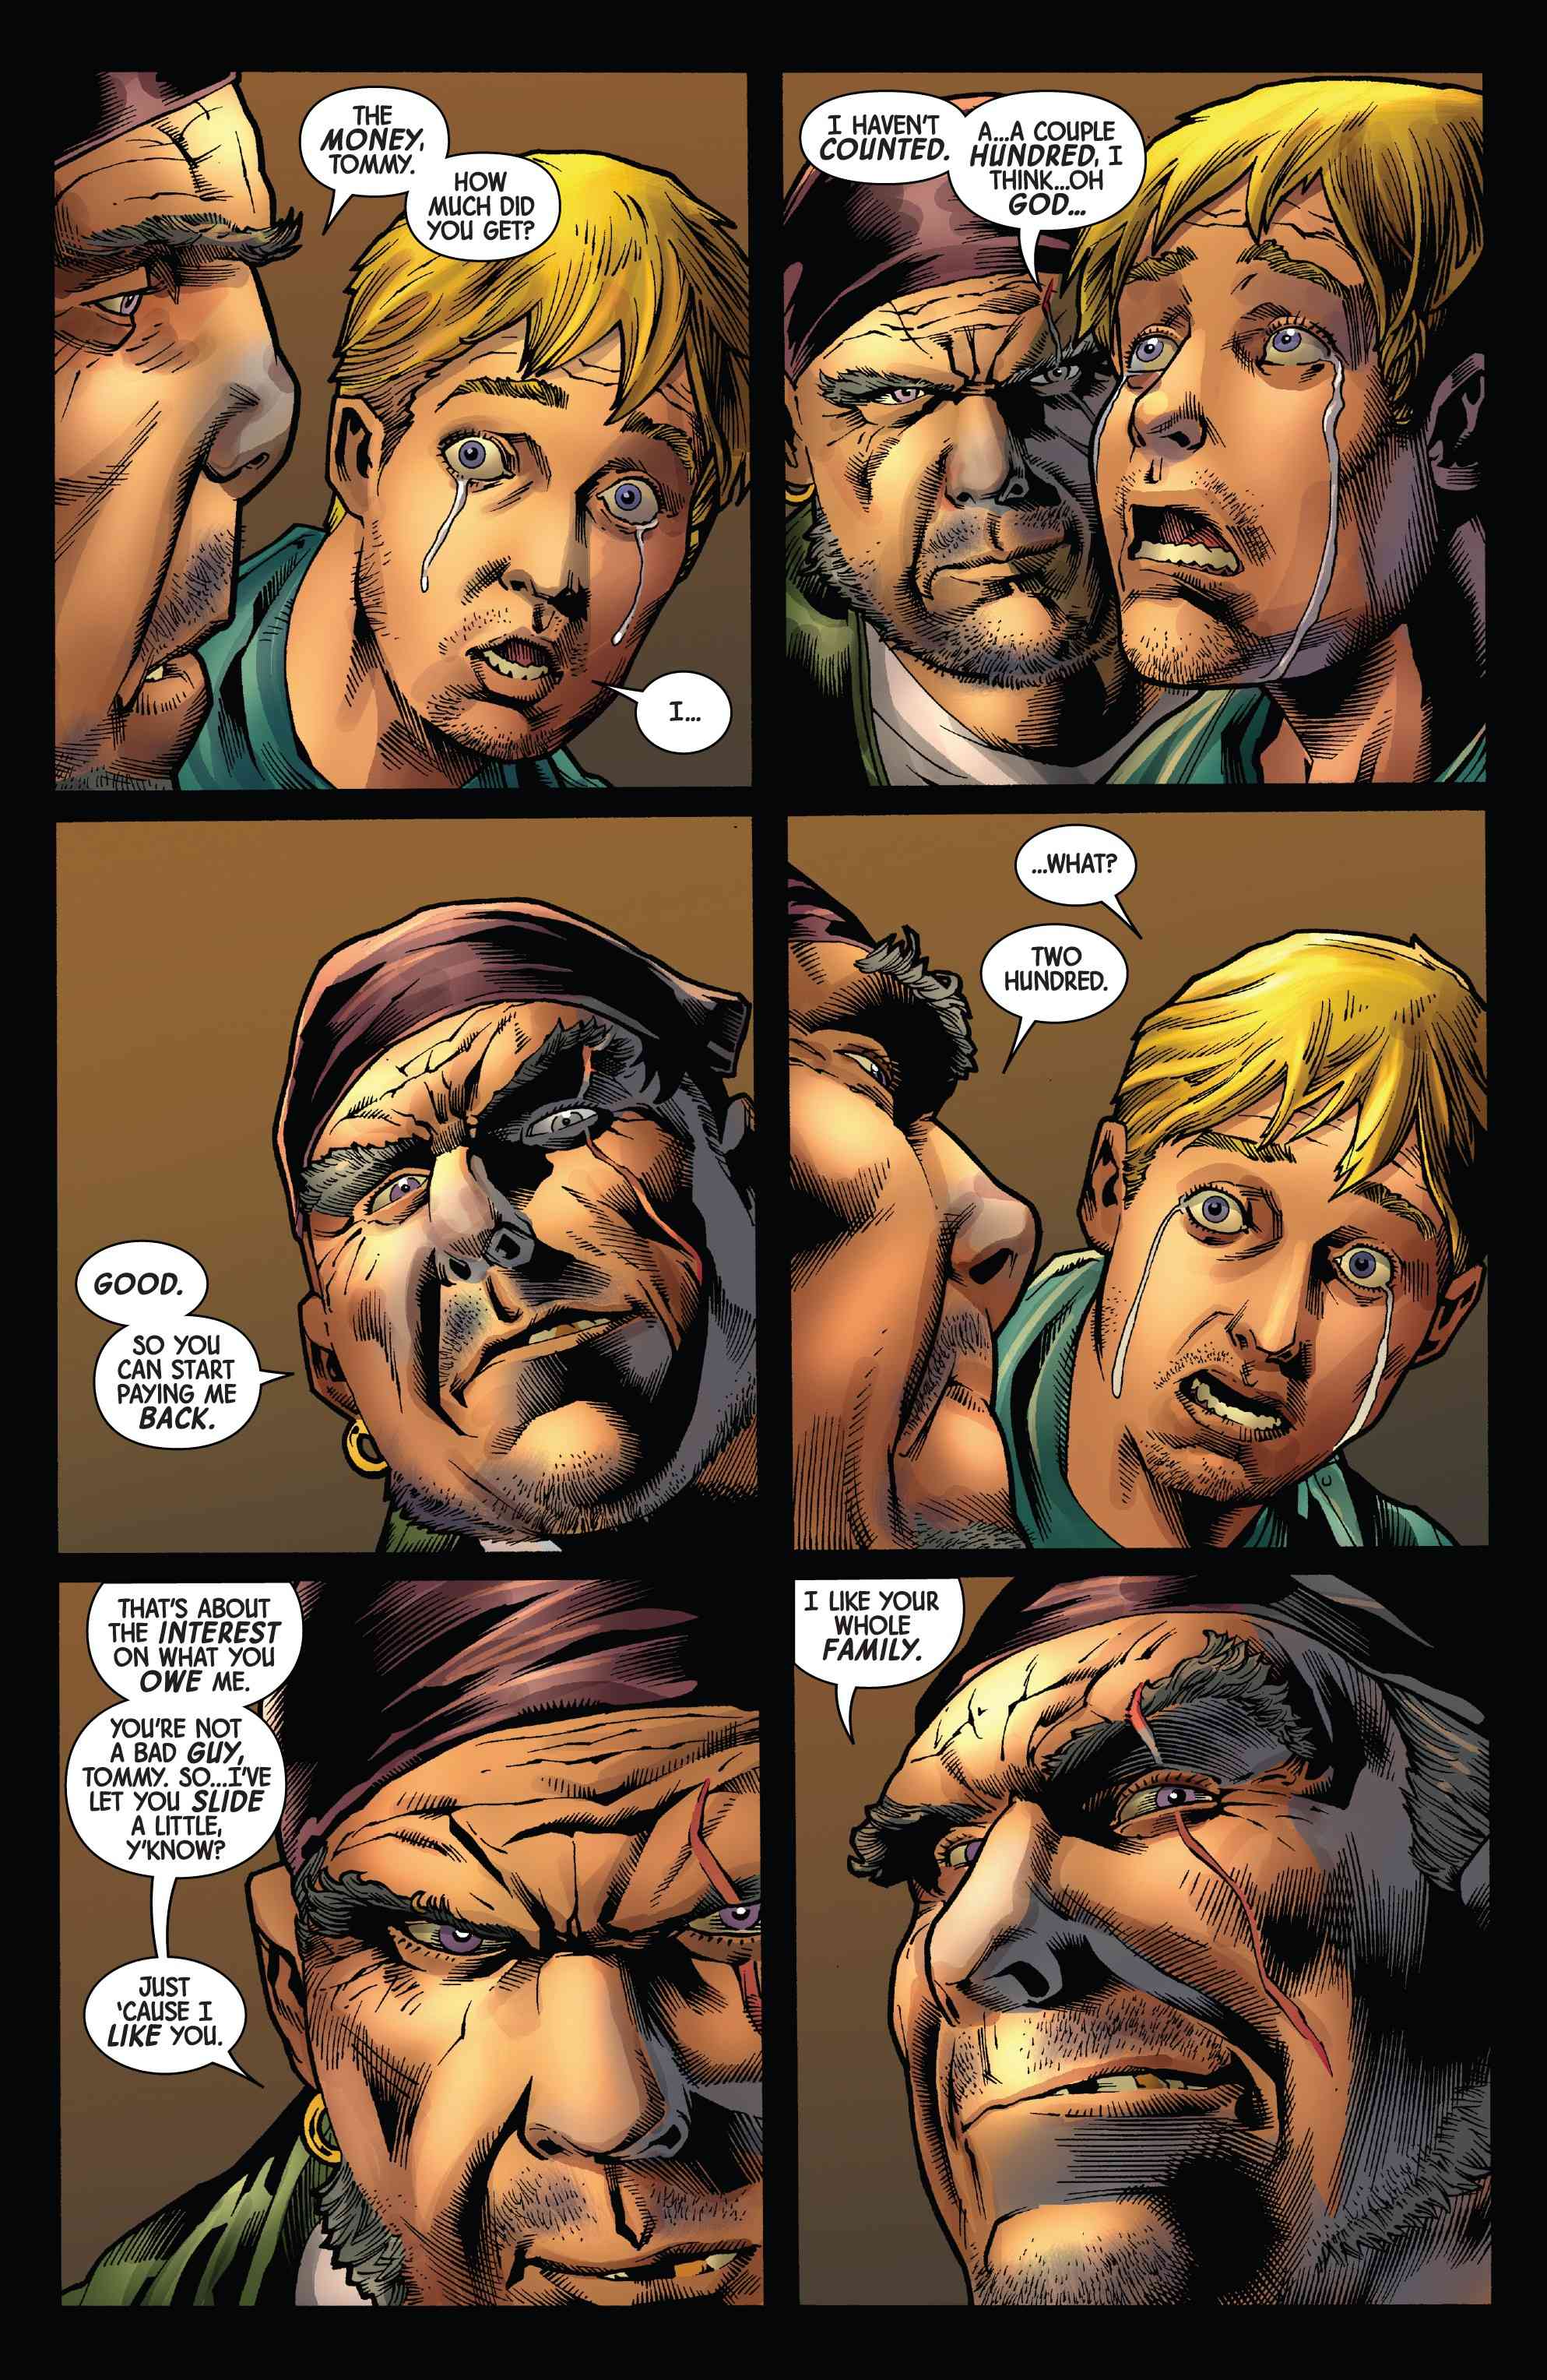 THE
MONEY,
TOMMY.
HOW
MUCH DID
YOU GET?
I...
I HAVEN'T
COUNTED.
A...A COUPLE
HUNDRED, I
THINK...OH
GOD...
GOOD.
SO YOU
CAN START
PAYING ME
BACK.
...WHAT?
TWO
HUNDRED.
THAT'S ABOUT
THE INTEREST
ON WHAT YOU
OWE ME.
YOU'RE NOT
A BAD GUY,
TOMMY. SO...I'VE
LET YOU SLIDE
A LITTLE,
Y'KNOW?
JUST
'CAUSE I
LIKE YOU.
I LIKE YOUR
WHOLE
FAMILY.